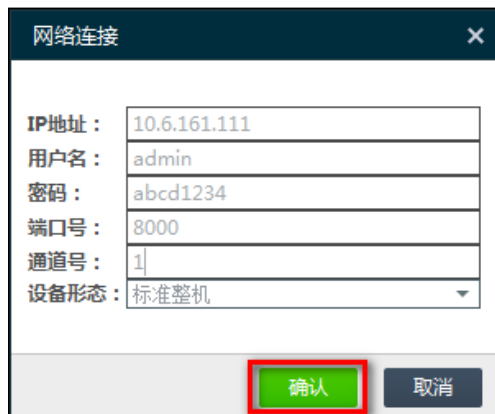 网络连接
IP地址： 10.6.161.111
用户名： admin
密码： abcd1234
端口号： 8000
通道号： 1
设备形态： 标准整机
确认 取消